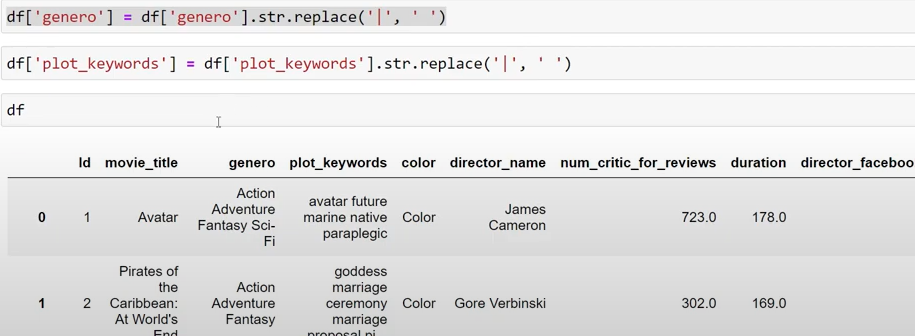 df['genero'] = df['genero'].str.replace('|', ' ')
df['plot_keywords'] = df['plot_keywords'].str.replace('|', ' ')
df
Id movie_title genero plot_keywords color director_name num_critic_for_reviews duration director_faceboo
0 1 Avatar Action Adventure Fantasy Sci-Fi avatar future marine native paraplegic Color James Cameron 723.0 178.0
1 2 Pirates of the Caribbean: At World's End Action Adventure Fantasy goddess marriage ceremony marriage proposal pi... Color Gore Verbinski 302.0 169.0